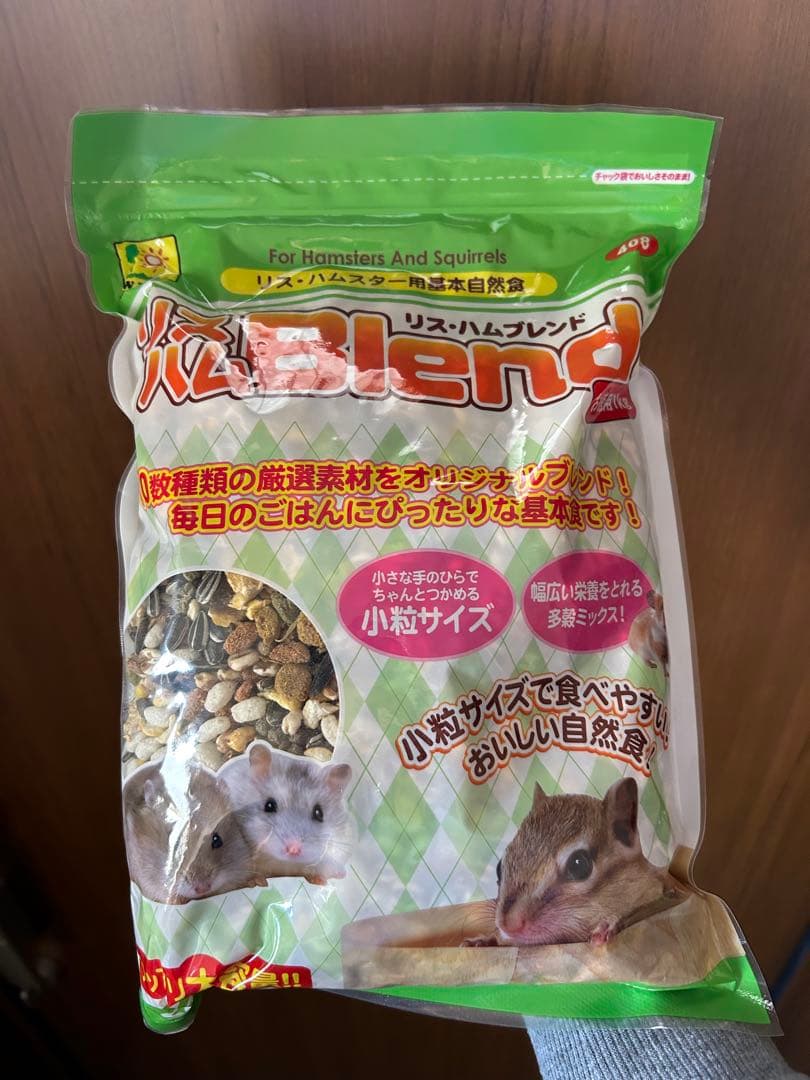 チャック袋でおいしさそのまま!
For Hamsters And Squirrels
リス・ハムスター用基本自然食
リス・ハムブレンド
リス
ハム Blend
0数種類の厳選素材をオリジナルブレンド!
毎日のごはんにぴったりな基本食です!
小さな手のひらで
ちゃんとつかめる
小粒サイズ
幅広い栄養をとれる
多穀ミックス!
小粒サイズで食べやすい!
おいしい自然食!